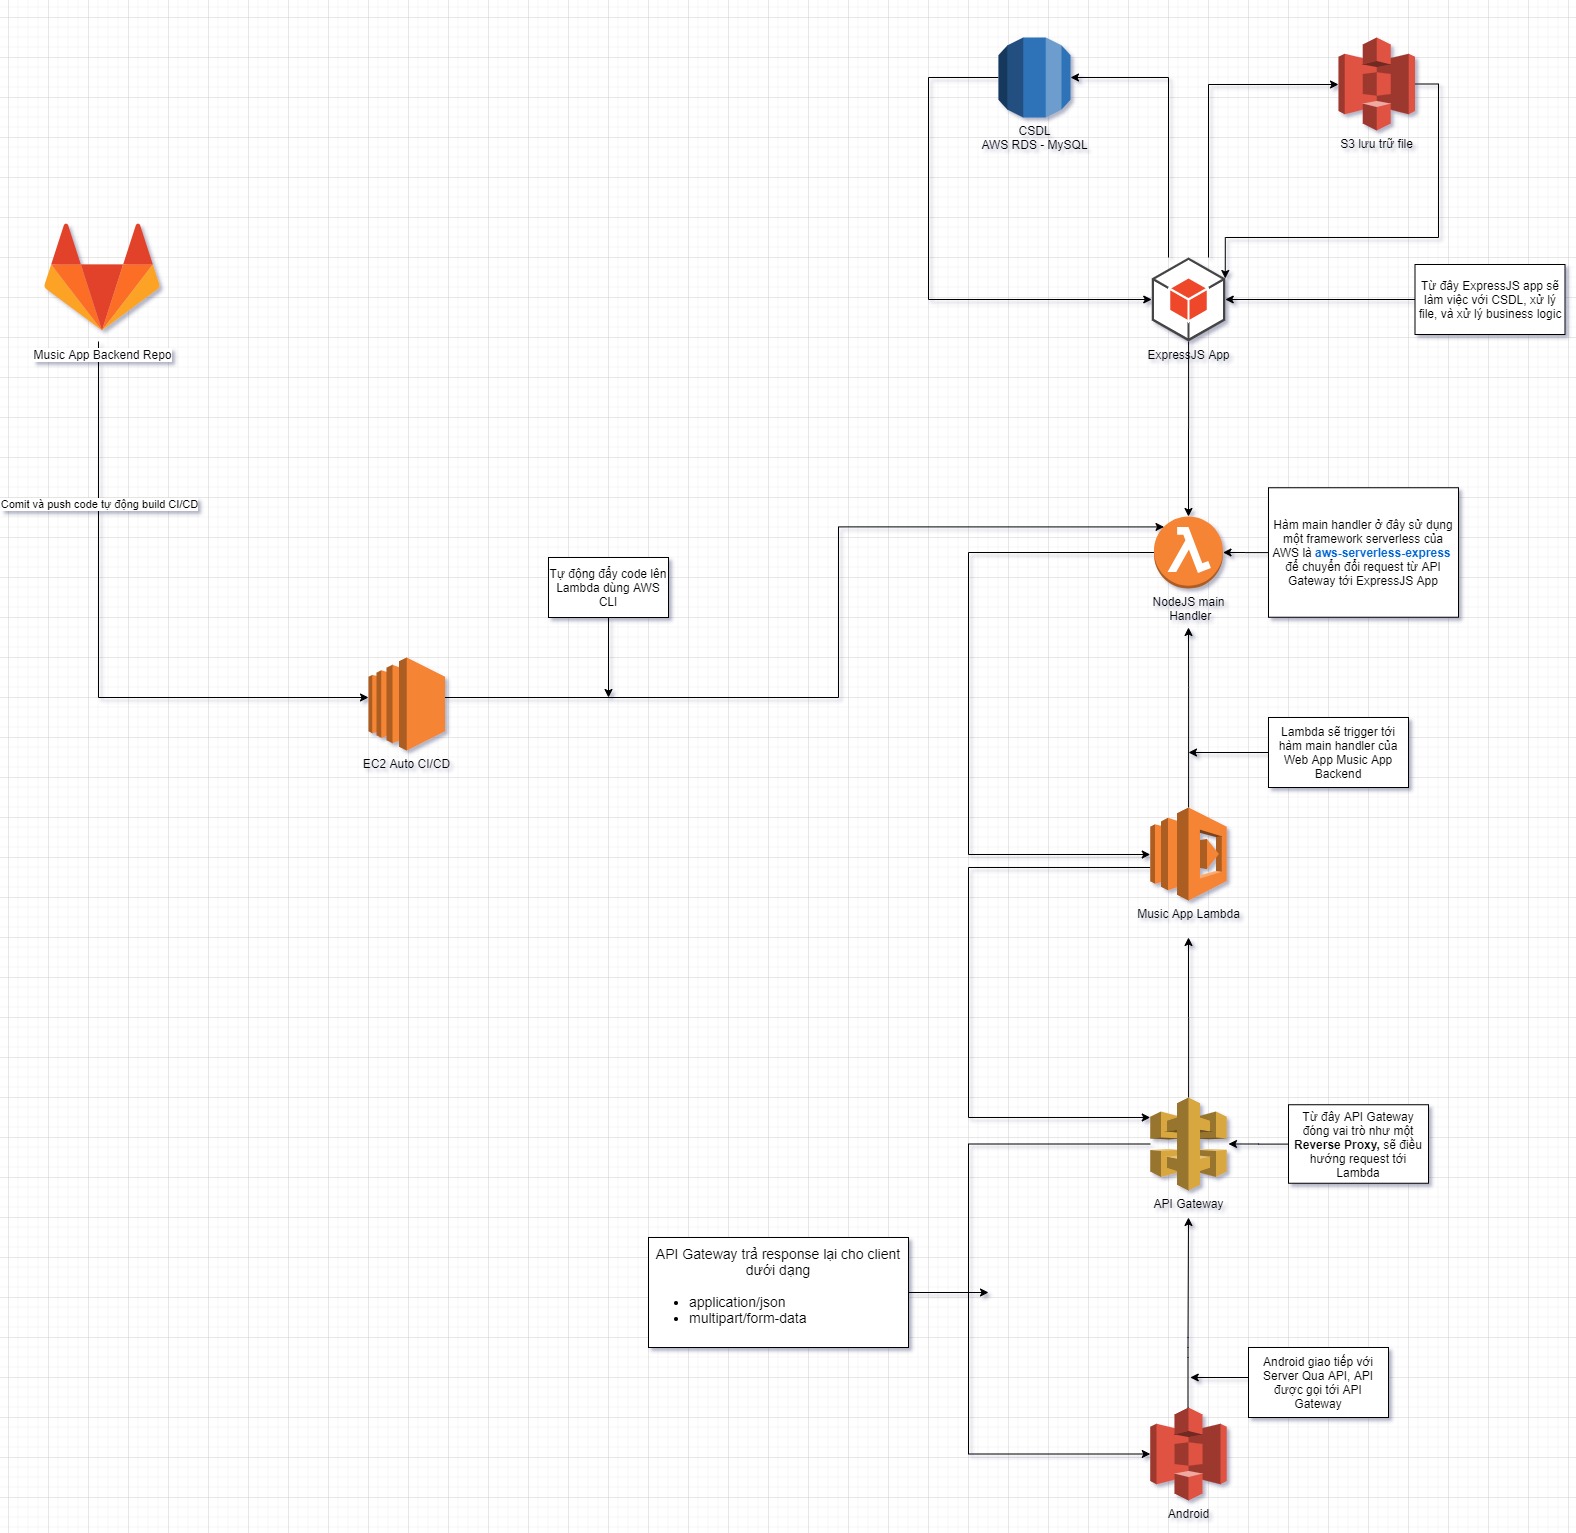 CSDL
AWS RDS - MySQL
S3 lưu trữ file
Từ đây ExpressJS app sẽ
làm việc với CSDL, xử lý
file, và xử lý business logic
Music App Backend Repo
ExpressJS App
Comit và push code tự động build CI/CD
Hàm main handler ở đây sử dụng
một framework serverless của
AWS là aws-serverless-express
để chuyển đổi request từ API
Gateway tới ExpressJS App
Tự động đẩy code lên
Lambda dùng AWS
CLI
NodeJS main
Handler
EC2 Auto CI/CD
Lambda sẽ trigger tới
hàm main handler của
Web App Music App
Backend
Music App Lambda
Từ đây API Gateway
đóng vai trò như một
Reverse Proxy, sẽ điều
hướng request tới
Lambda
API Gateway
API Gateway trả response lại cho client
dưới dạng
• application/json
• multipart/form-data
Android giao tiếp với
Server Qua API, API
được gọi tới API
Gateway
Android